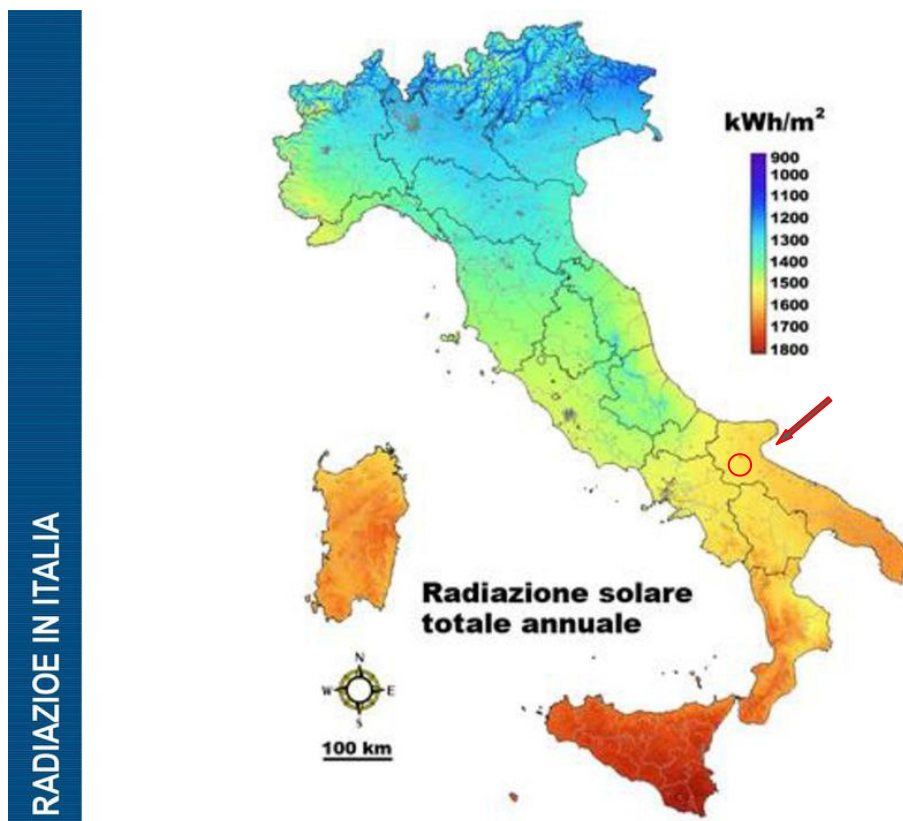 RADIAZIOE IN ITALIA
kWh/m²
900
1000
1100
1200
1300
1400
1500
1600
1700
1800
Radiazione solare
totale annuale
N
W E
S
100 km